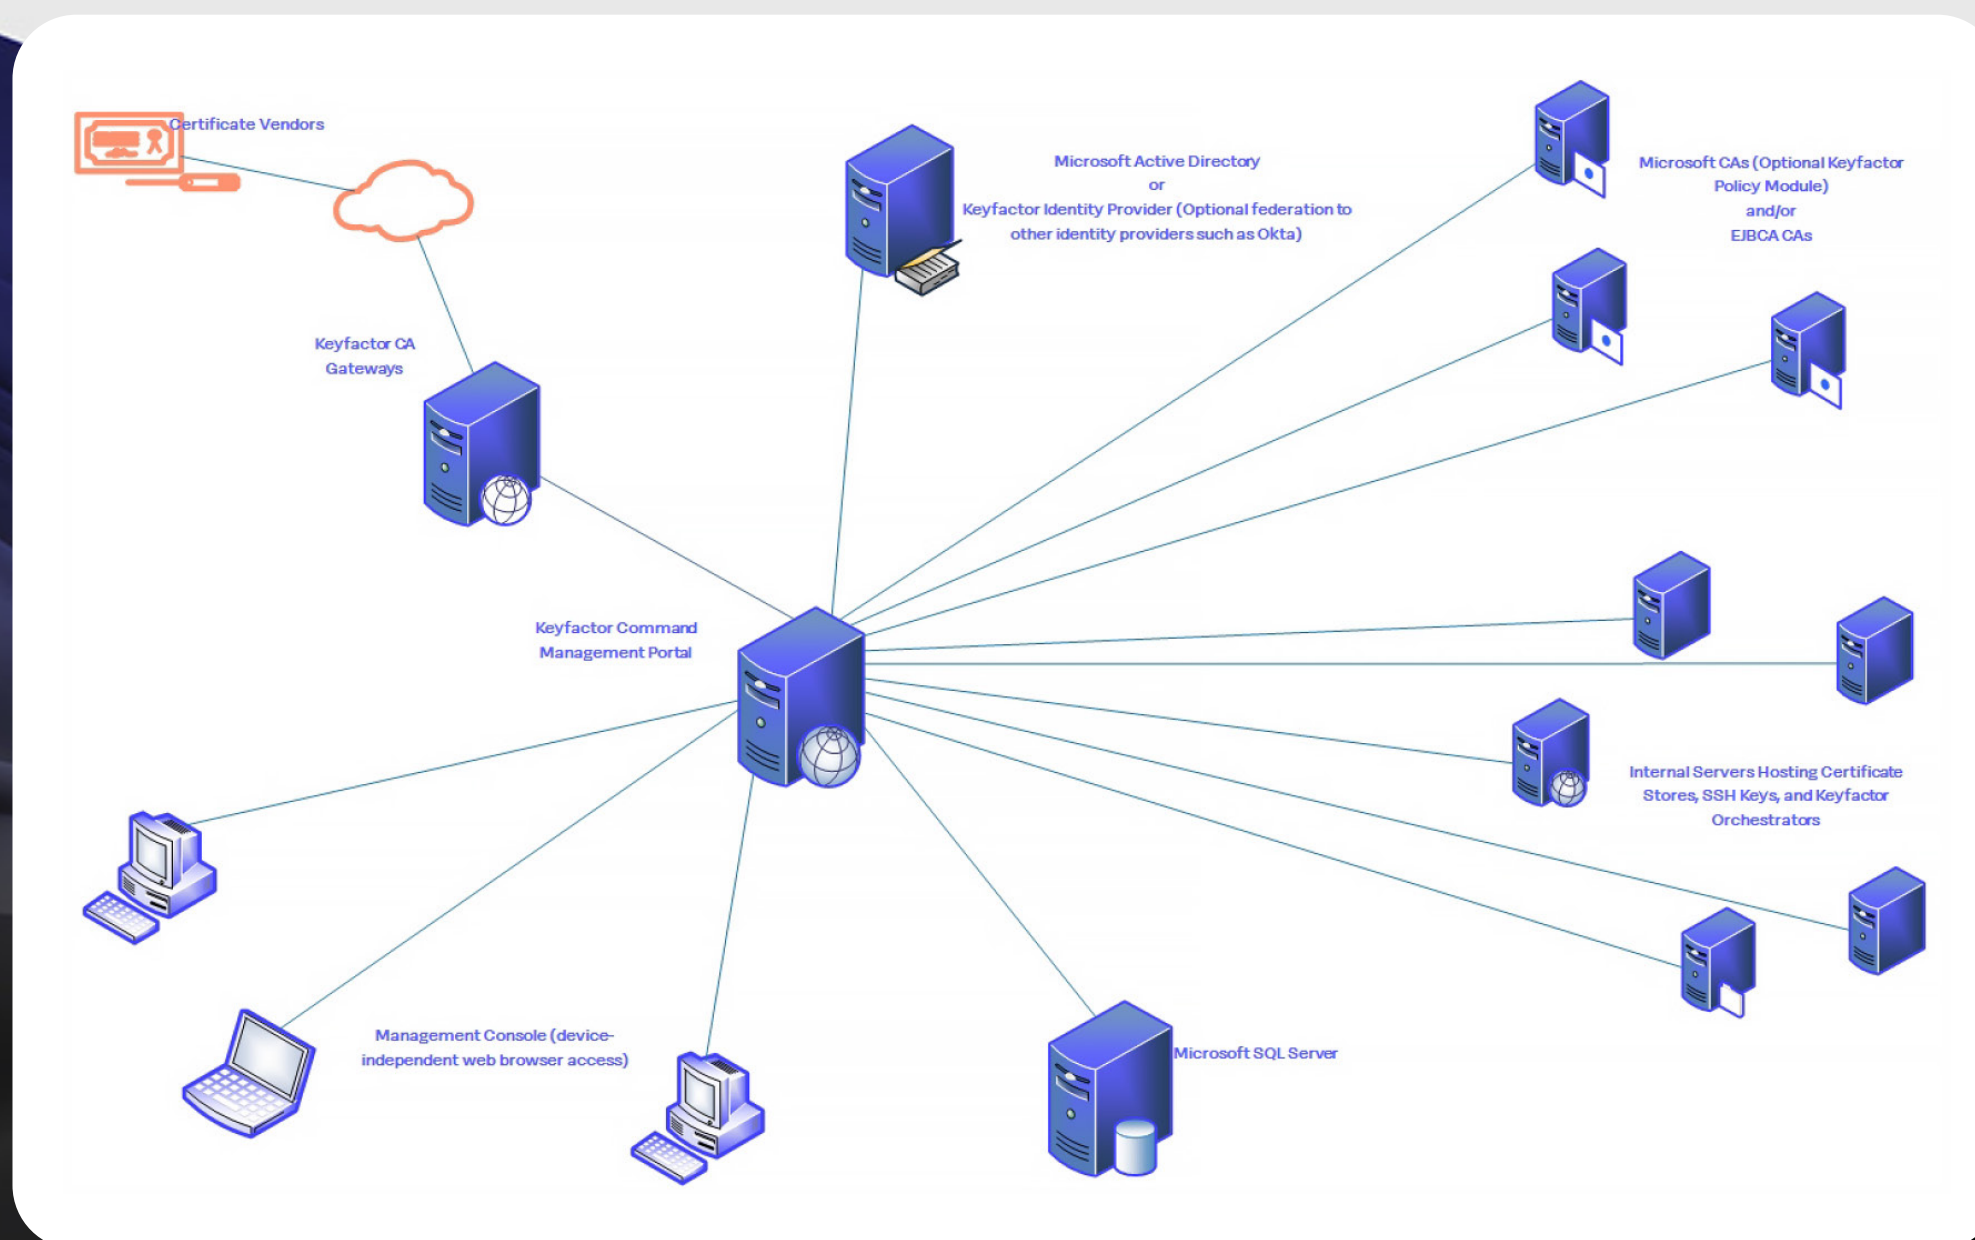 Certificate Vendors
Microsoft Active Directory
or
Keyfactor Identity Provider (Optional federation to
other identity providers such as Okta)
Microsoft CAs (Optional Keyfactor
Policy Module)
and/or
EJBCA CAs
Keyfactor CA
Gateways
Keyfactor Command
Management Portal
Internal Servers Hosting Certificate
Stores, SSH Keys, and Keyfactor
Orchestrators
Management Console (device-
independent web browser access)
Microsoft SQL Server